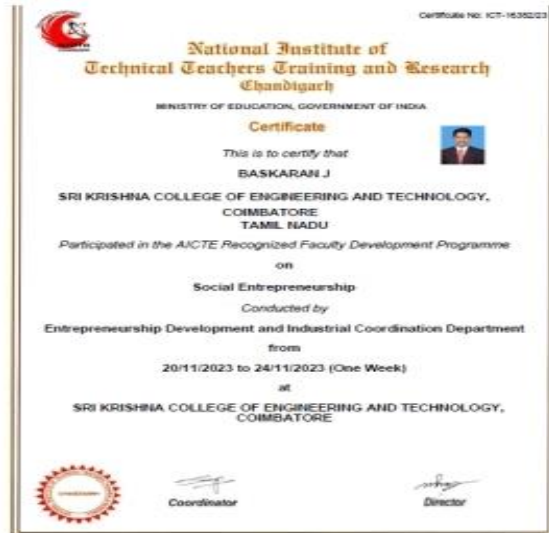 Certificate No: ICT-16352/23
National Institute of
Technical Teachers Training and Research
Chandigarh
MINISTRY OF EDUCATION, GOVERNMENT OF INDIA
Certificate
This is to certify that
BASKARAN J
SRI KRISHNA COLLEGE OF ENGINEERING AND TECHNOLOGY,
COIMBATORE
TAMIL NADU
Participated in the AICTE Recognized Faculty Development Programme
on
Social Entrepreneurship
Conducted by
Entrepreneurship Development and Industrial Coordination Department
from
20/11/2023 to 24/11/2023 (One Week)
at
SRI KRISHNA COLLEGE OF ENGINEERING AND TECHNOLOGY,
COIMBATORE
Coordinator
Director